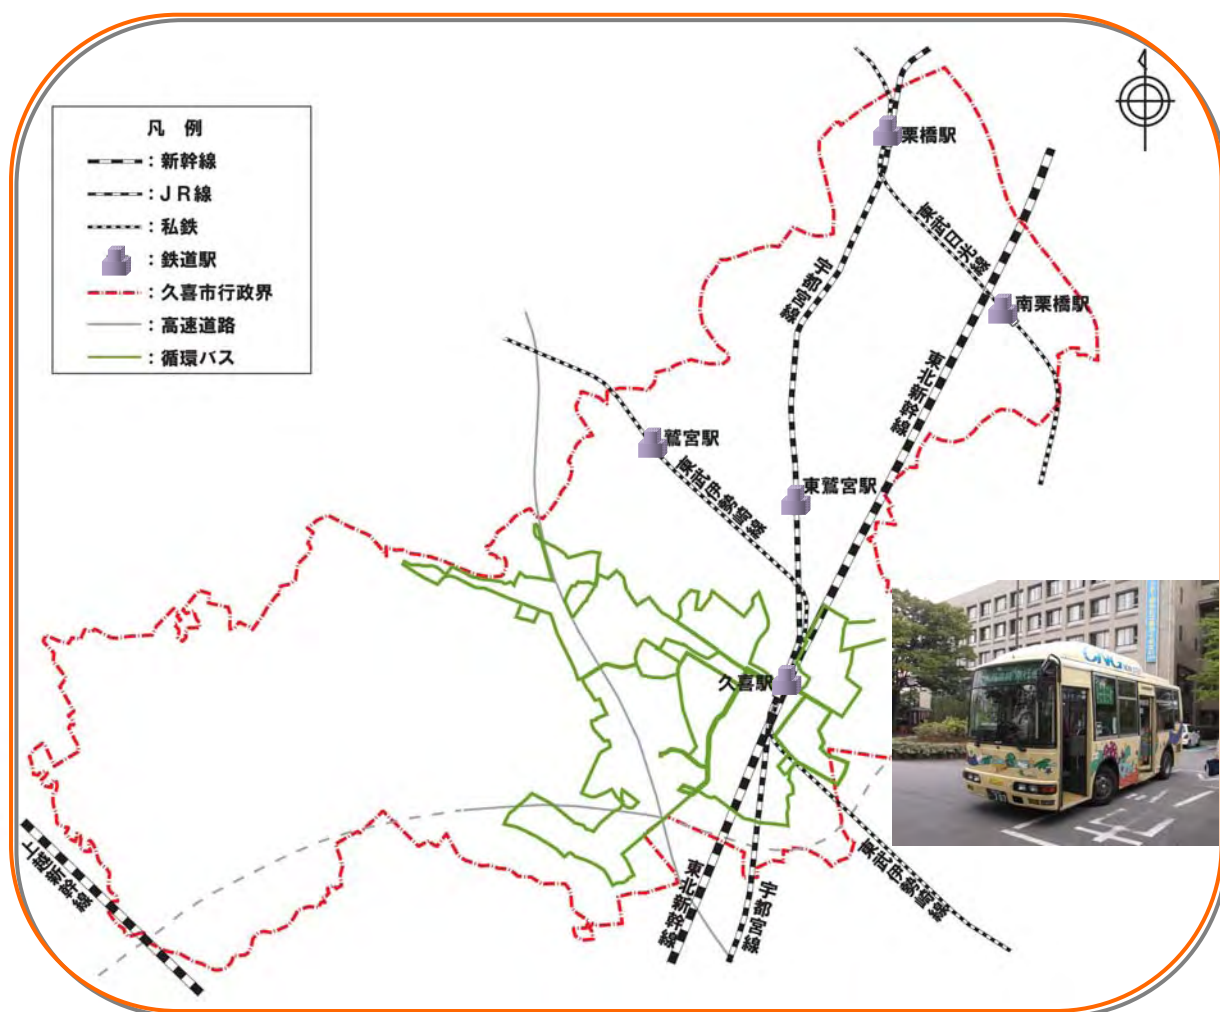 凡 例
：新幹線
：ＪＲ線
：私鉄
：鉄道駅
：久喜市行政界
：高速道路
：循環バス
栗橋駅
東武日光線
宇都宮線
南栗橋駅
東北新幹線
鷲宮駅
東武伊勢崎線
東鷲宮駅
久喜駅
CNG
上越新幹線
東北新幹線
宇都宮線
東武伊勢崎線